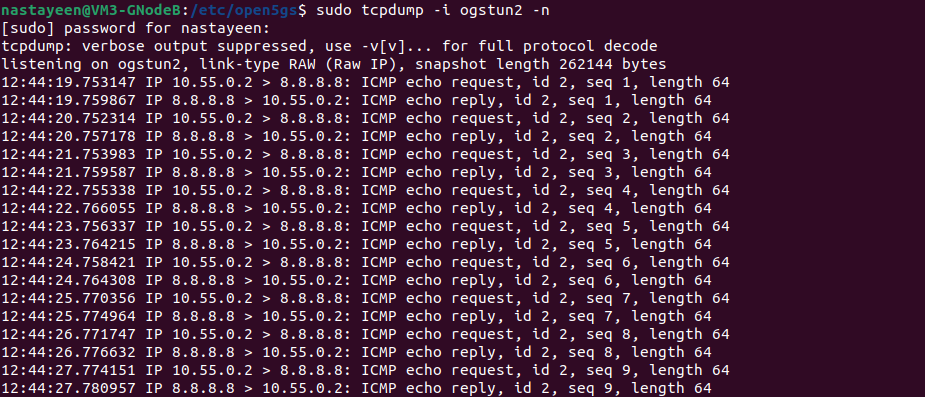 nastayeen@VM3-GNodeB:/etc/open5gs$ sudo tcpdump -i ogstun2 -n
[sudo] password for nastayeen:
tcpdump: verbose output suppressed, use -v[v]... for full protocol decode
listening on ogstun2, link-type RAW (Raw IP), snapshot length 262144 bytes
12:44:19.753147 IP 10.55.0.2 > 8.8.8.8: ICMP echo request, id 2, seq 1, length 64
12:44:19.759867 IP 8.8.8.8 > 10.55.0.2: ICMP echo reply, id 2, seq 1, length 64
12:44:20.752314 IP 10.55.0.2 > 8.8.8.8: ICMP echo request, id 2, seq 2, length 64
12:44:20.757178 IP 8.8.8.8 > 10.55.0.2: ICMP echo reply, id 2, seq 2, length 64
12:44:21.753983 IP 10.55.0.2 > 8.8.8.8: ICMP echo request, id 2, seq 3, length 64
12:44:21.759587 IP 8.8.8.8 > 10.55.0.2: ICMP echo reply, id 2, seq 3, length 64
12:44:22.755338 IP 10.55.0.2 > 8.8.8.8: ICMP echo request, id 2, seq 4, length 64
12:44:22.766055 IP 8.8.8.8 > 10.55.0.2: ICMP echo reply, id 2, seq 4, length 64
12:44:23.756337 IP 10.55.0.2 > 8.8.8.8: ICMP echo request, id 2, seq 5, length 64
12:44:23.764215 IP 8.8.8.8 > 10.55.0.2: ICMP echo reply, id 2, seq 5, length 64
12:44:24.758421 IP 10.55.0.2 > 8.8.8.8: ICMP echo request, id 2, seq 6, length 64
12:44:24.764308 IP 8.8.8.8 > 10.55.0.2: ICMP echo reply, id 2, seq 6, length 64
12:44:25.770356 IP 10.55.0.2 > 8.8.8.8: ICMP echo request, id 2, seq 7, length 64
12:44:25.774964 IP 8.8.8.8 > 10.55.0.2: ICMP echo reply, id 2, seq 7, length 64
12:44:26.771747 IP 10.55.0.2 > 8.8.8.8: ICMP echo request, id 2, seq 8, length 64
12:44:26.776632 IP 8.8.8.8 > 10.55.0.2: ICMP echo reply, id 2, seq 8, length 64
12:44:27.774151 IP 10.55.0.2 > 8.8.8.8: ICMP echo request, id 2, seq 9, length 64
12:44:27.780957 IP 8.8.8.8 > 10.55.0.2: ICMP echo reply, id 2, seq 9, length 64